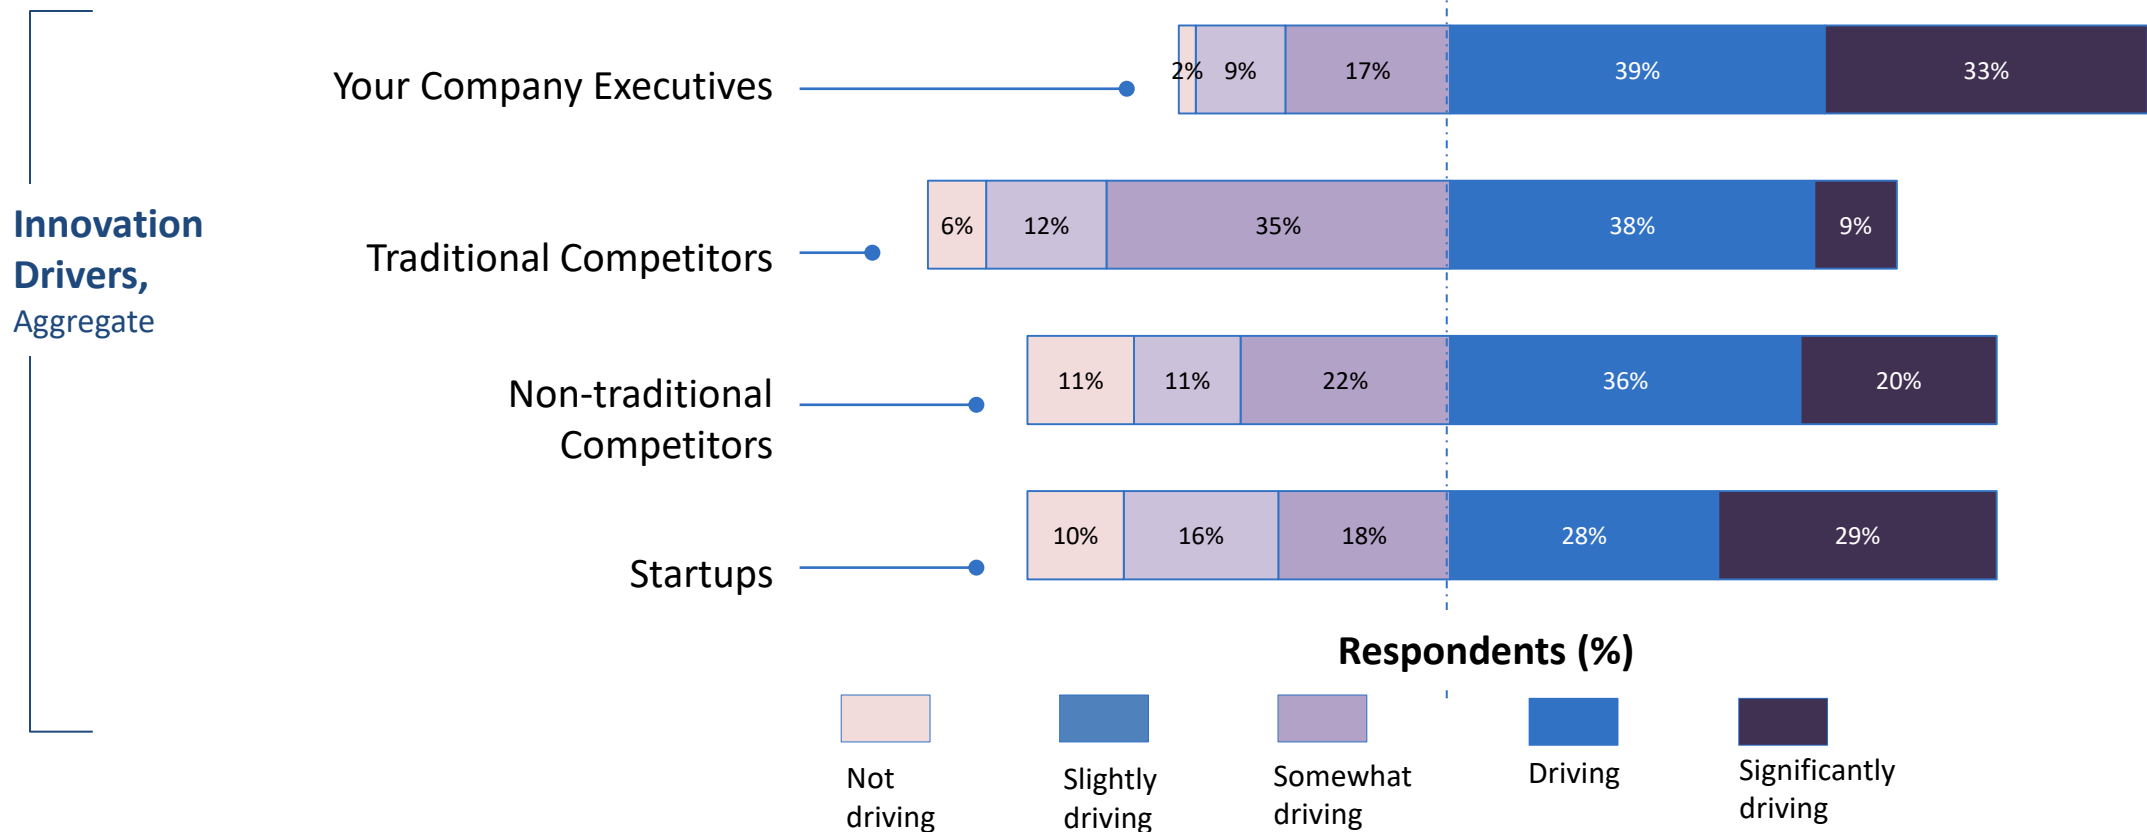 Innovation
Drivers,
Aggregate
Your Company Executives
2% 9% 17% 39% 33%
Traditional Competitors
6% 12% 35% 38% 9%
Non-traditional
Competitors
11% 11% 22% 36% 20%
Startups
10% 16% 18% 28% 29%
Respondents (%)
Not
driving
Slightly
driving
Somewhat
driving
Driving
Significantly
driving